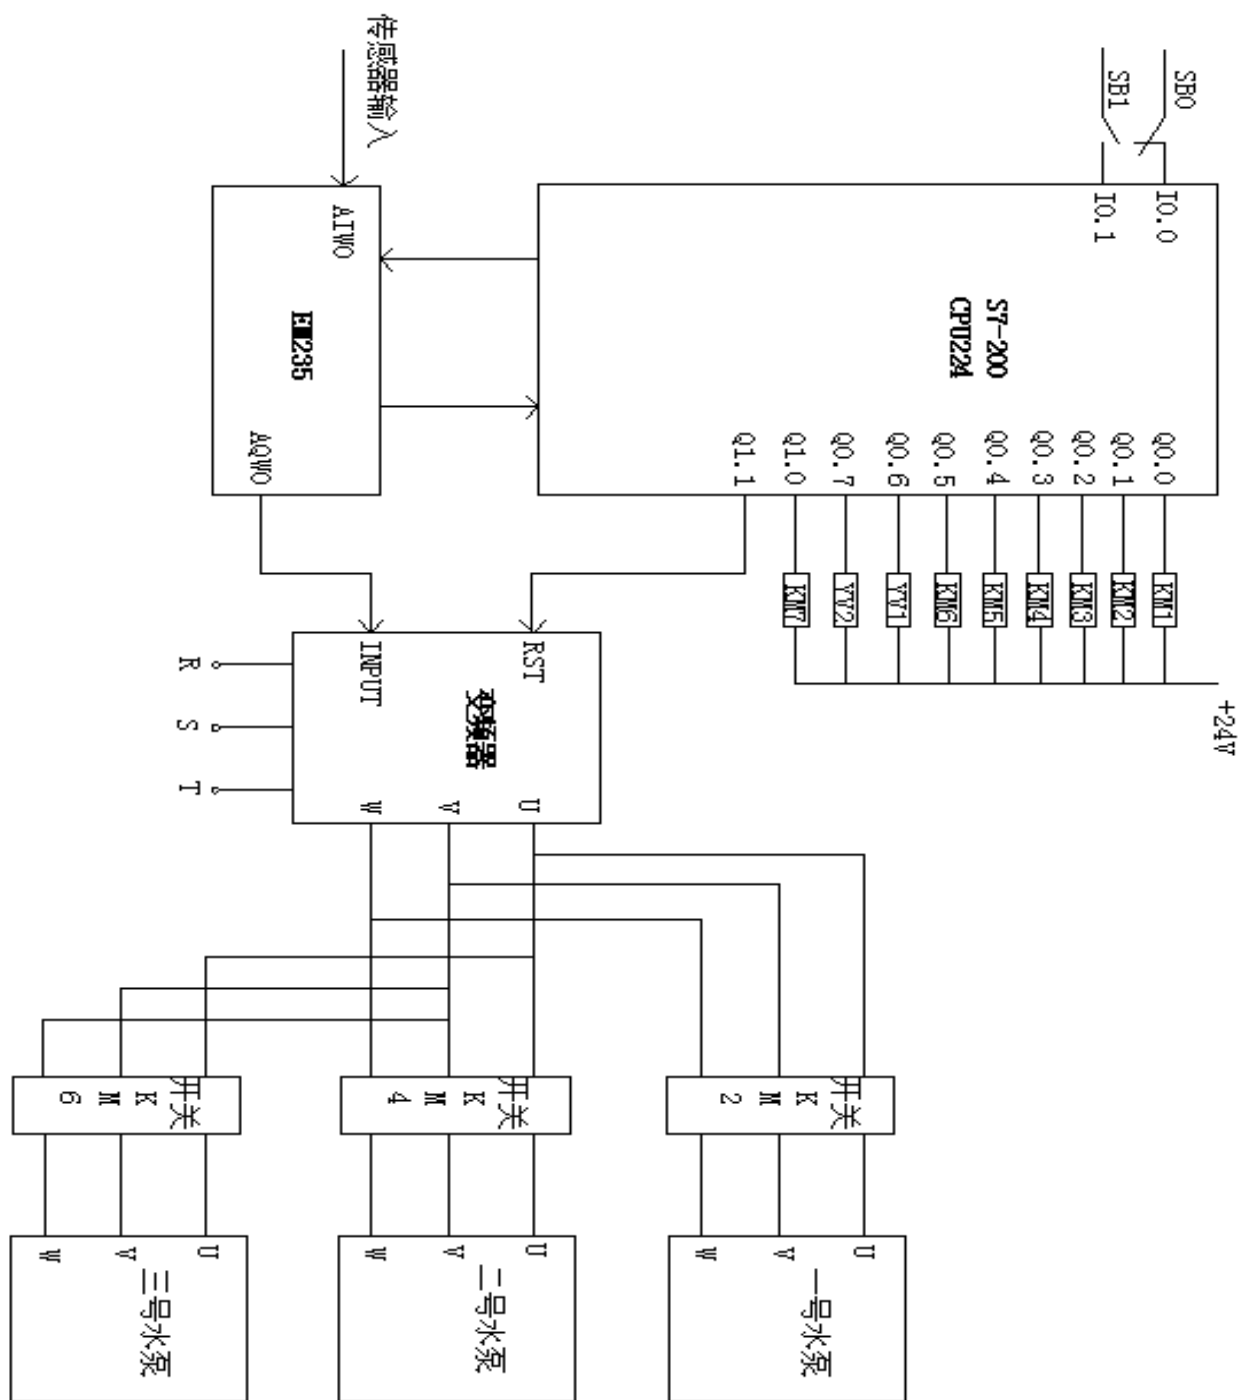 SB0
SB1
I0.0
I0.1
S7-200
CPU224
Q0.0
Q0.1
Q0.2
Q0.3
Q0.4
Q0.5
Q0.6
Q0.7
Q1.0
Q1.1
KM1
KM2
KM3
KM4
KM5
KM6
YV1
YV2
KM7
+24V
传感器输入
AIW0
EM235
AQW0
RST
INPUT
变频器
R
S
T
U
V
W
开关
K
M
2
开关
K
M
4
开关
K
M
6
U
V
W
一号水泵
U
V
W
二号水泵
U
V
W
三号水泵